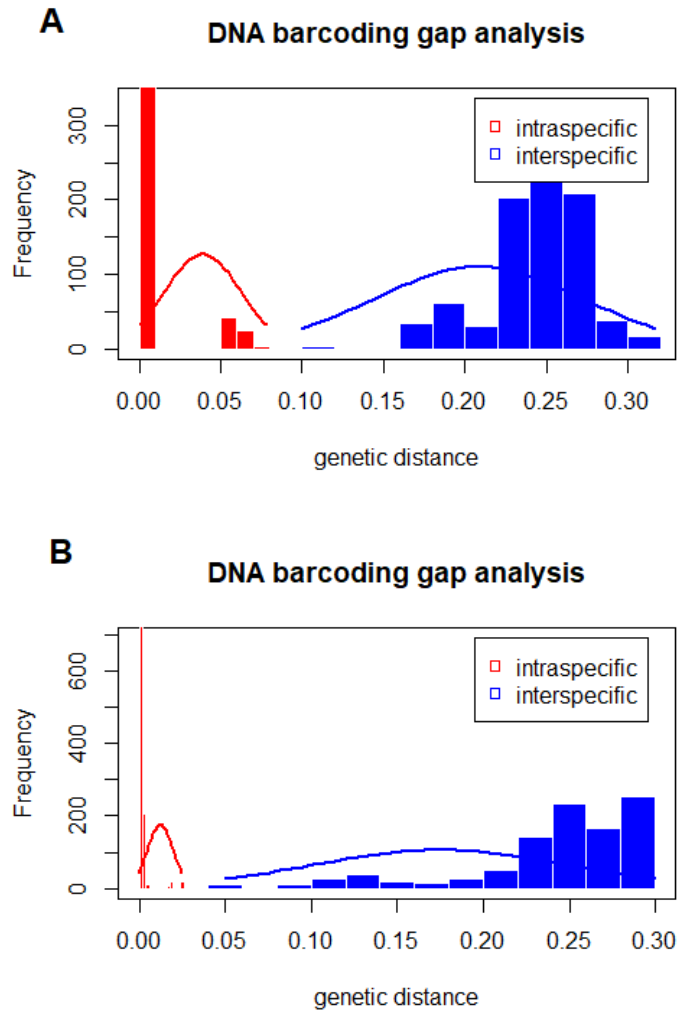 A
DNA barcoding gap analysis
Frequency
0
100
200
300
intraspecific
interspecific
0.00 0.05 0.10 0.15 0.20 0.25 0.30
genetic distance
B
DNA barcoding gap analysis
Frequency
0
200
400
600
intraspecific
interspecific
0.00 0.05 0.10 0.15 0.20 0.25 0.30
genetic distance